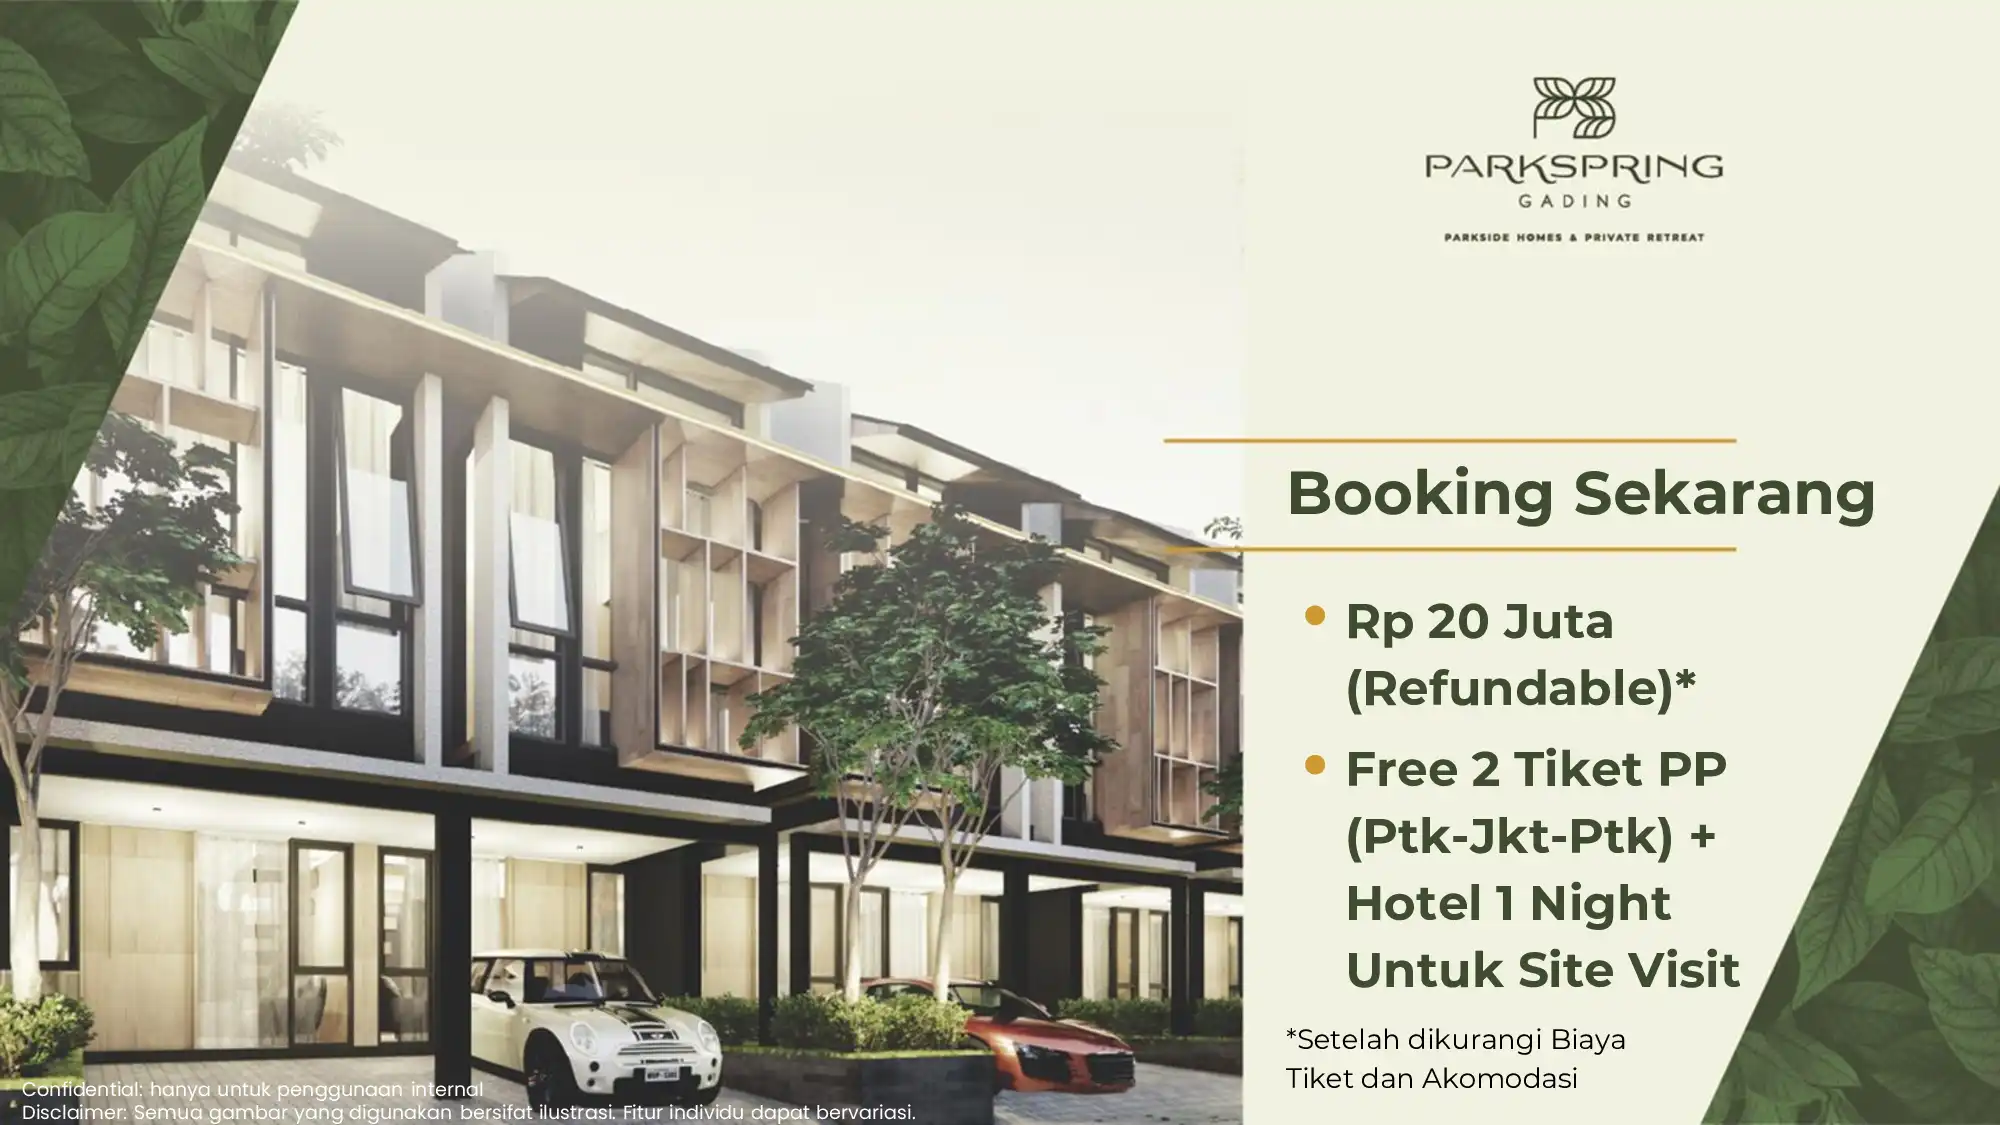 PARKSPRING
GADING
PARKSIDE HOMES & PRIVATE RETREAT
Booking Sekarang
• Rp 20 Juta
(Refundable)*
• Free 2 Tiket PP
(Ptk-Jkt-Ptk) +
Hotel 1 Night
Untuk Site Visit
*Setelah dikurangi Biaya
Tiket dan Akomodasi
Confidential: hanya untuk penggunaan internal
Disclaimer: Semua gambar yang digunakan bersifat ilustrasi. Fitur individu dapat bervariasi.